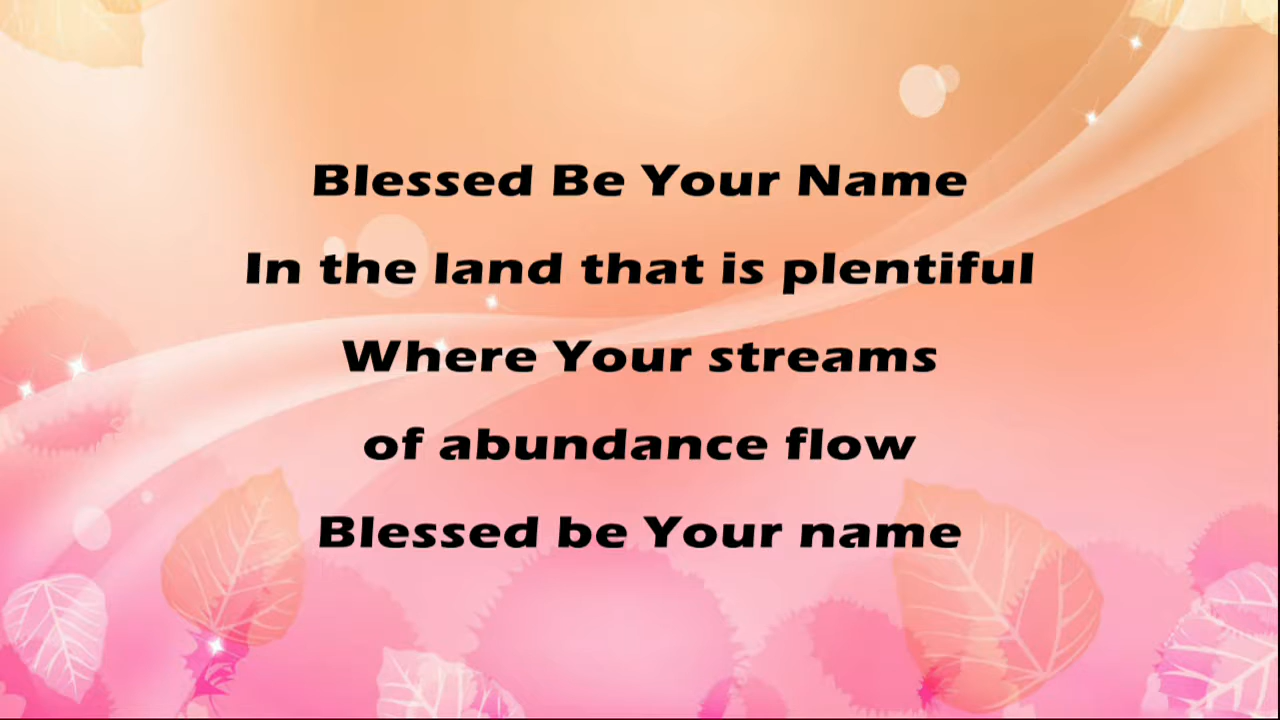 Blessed Be Your Name
In the land that is plentiful
Where Your streams
of abundance flow
Blessed be Your name